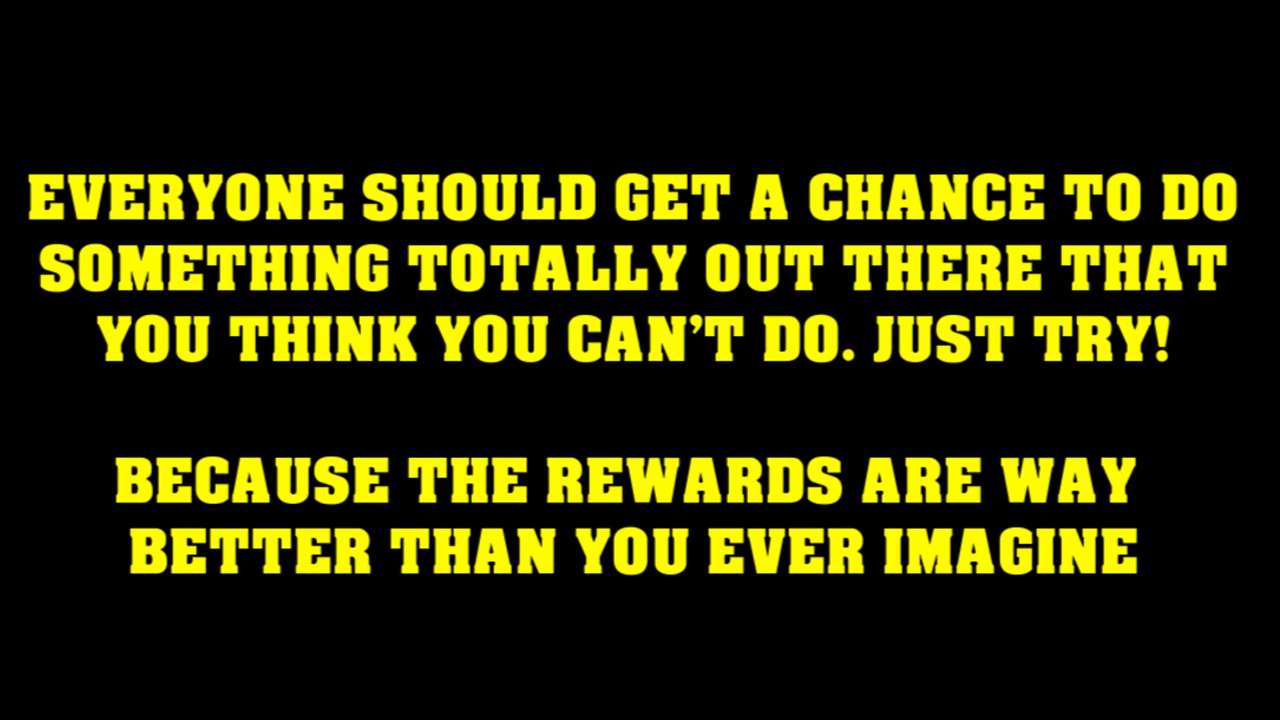 EVERYONE SHOULD GET A CHANCE TO DO
SOMETHING TOTALLY OUT THERE THAT
YOU THINK YOU CAN’T DO. JUST TRY!
BECAUSE THE REWARDS ARE WAY
BETTER THAN YOU EVER IMAGINE